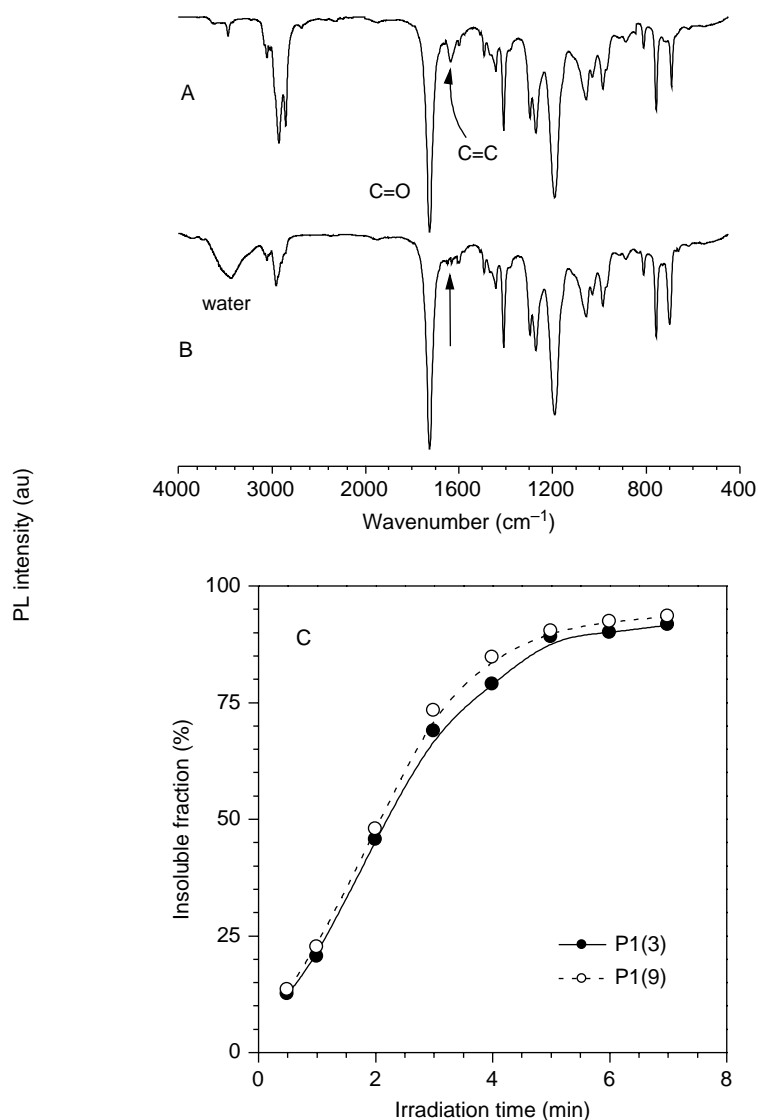 A
C=C
C=O
water
B
4000 3000 2000 1600 1200 800 400
Wavenumber (cm⁻¹)
PL intensity (au)
100
C
75
50
25
0
Insoluble fraction (%)
P1(3)
P1(9)
0 2 4 6 8
Irradiation time (min)